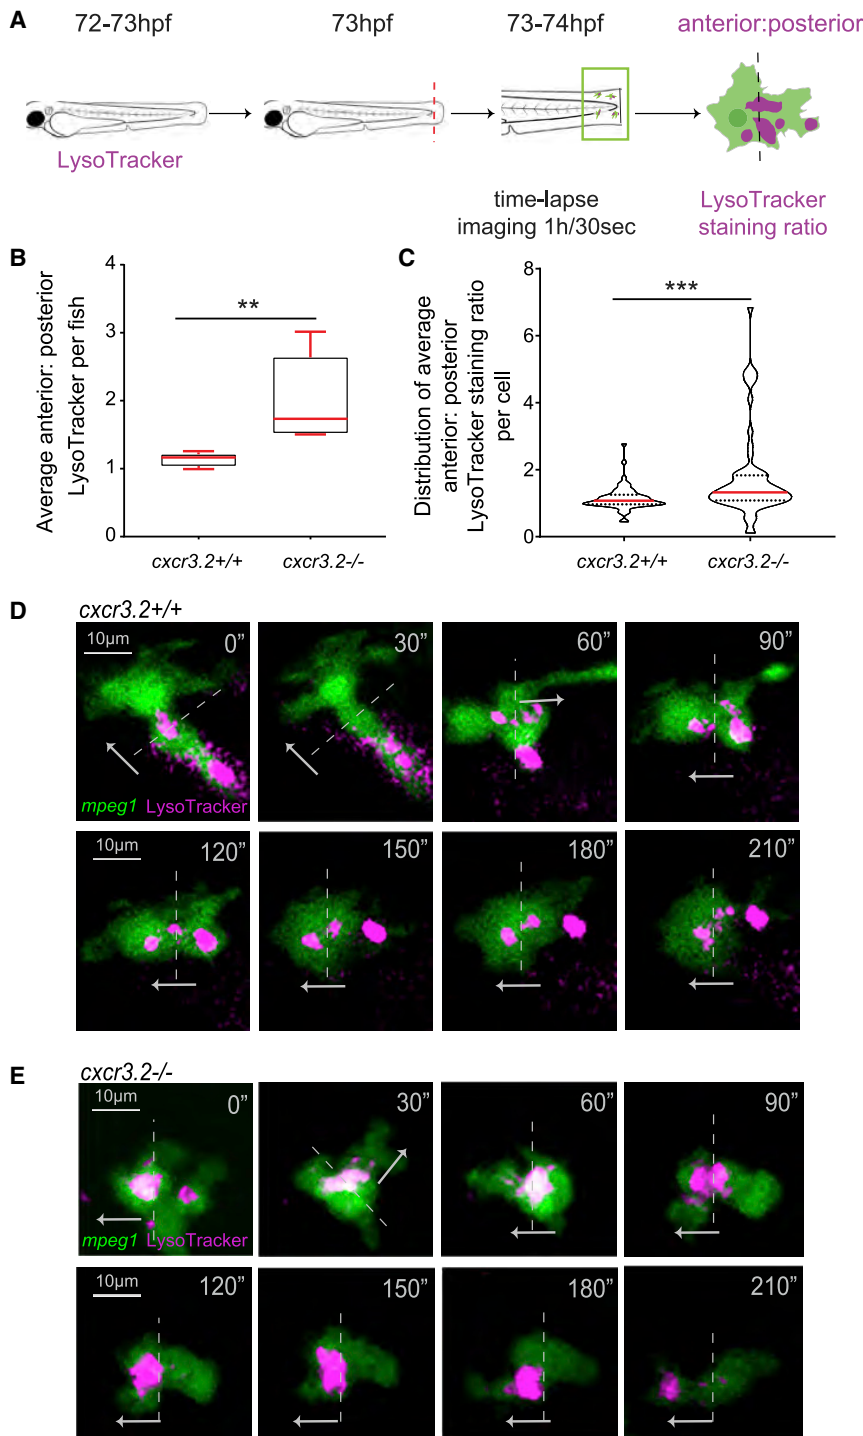 A
72-73hpf
73hpf
73-74hpf
anterior:posterior
LysoTracker
time-lapse
imaging 1h/30sec
LysoTracker
staining ratio
B
Average anterior: posterior
LysoTracker per fish
4
3
2
1
0
**
cxcr3.2+/+
cxcr3.2-/-
C
Distribution of average
anterior: posterior
LysoTracker staining ratio
per cell
8
6
4
2
0
***
cxcr3.2+/+
cxcr3.2-/-
D
cxcr3.2+/+
10µm
0”
30”
60”
90”
mpeg1 LysoTracker
10µm
120”
150”
180”
210”
E
cxcr3.2-/-
10µm
0”
30”
60”
90”
mpeg1 LysoTracker
10µm
120”
150”
180”
210”